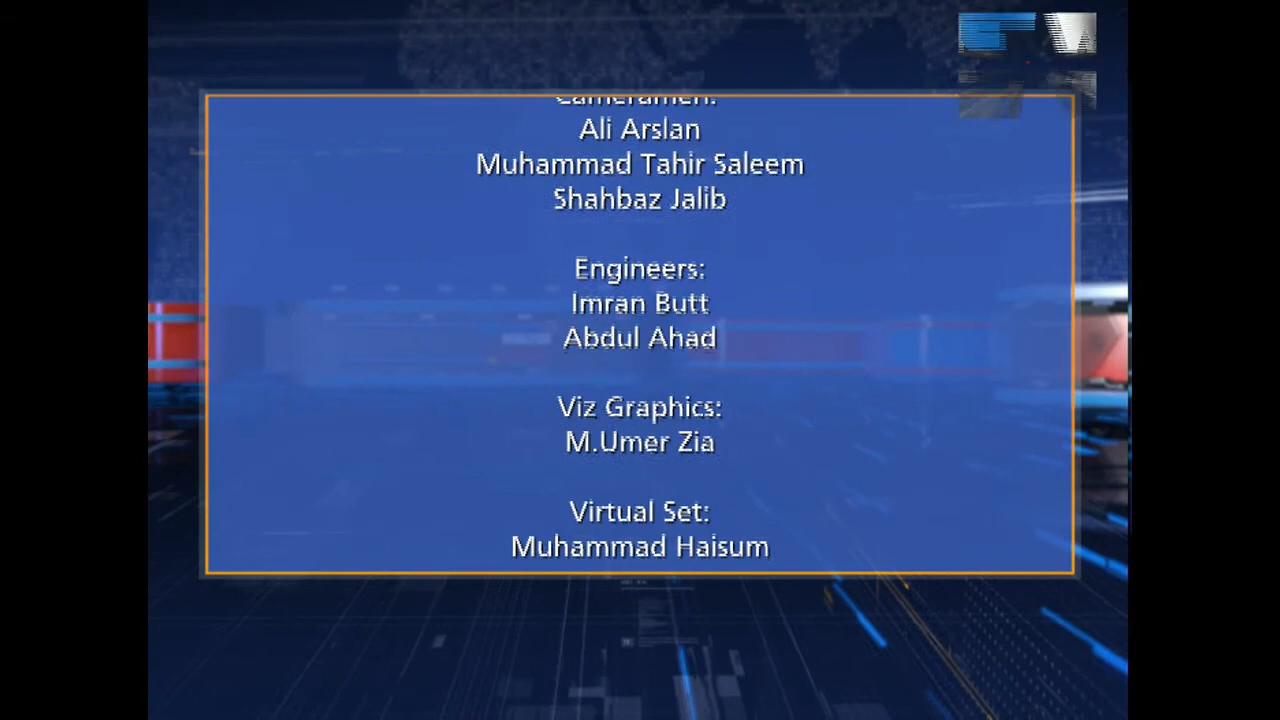 Cameramen:
Ali Arslan
Muhammad Tahir Saleem
Shahbaz Jalib
Engineers:
Imran Butt
Abdul Ahad
Viz Graphics:
M.Umer Zia
Virtual Set:
Muhammad Haisum